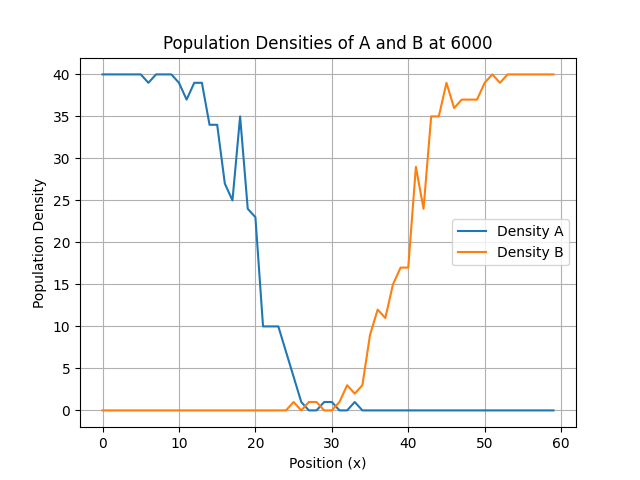 Population Densities of A and B at 6000
Population Density
40
35
30
25
20
15
10
5
0
Density A
Density B
0 10 20 30 40 50 60
Position (x)